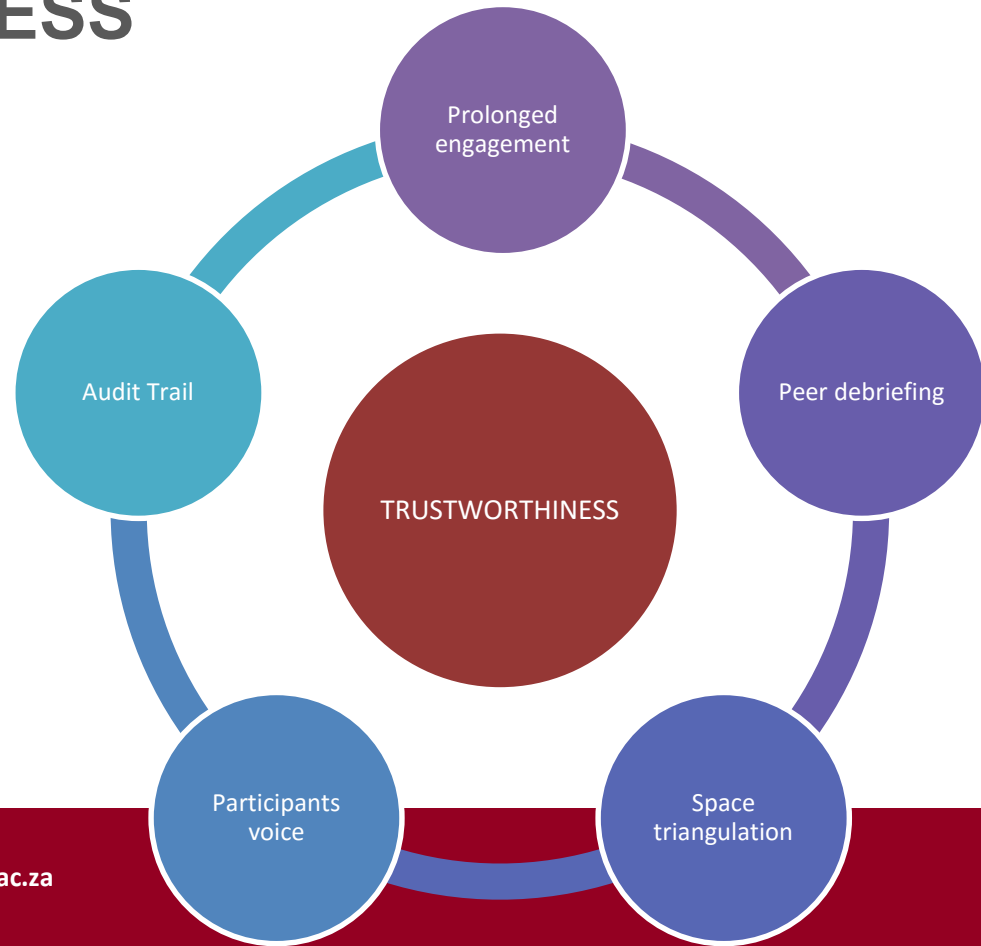 ESS
Prolonged
engagement
Audit Trail
Peer debriefing
TRUSTWORTHINESS
Participants
voice
Space
triangulation
ac.za